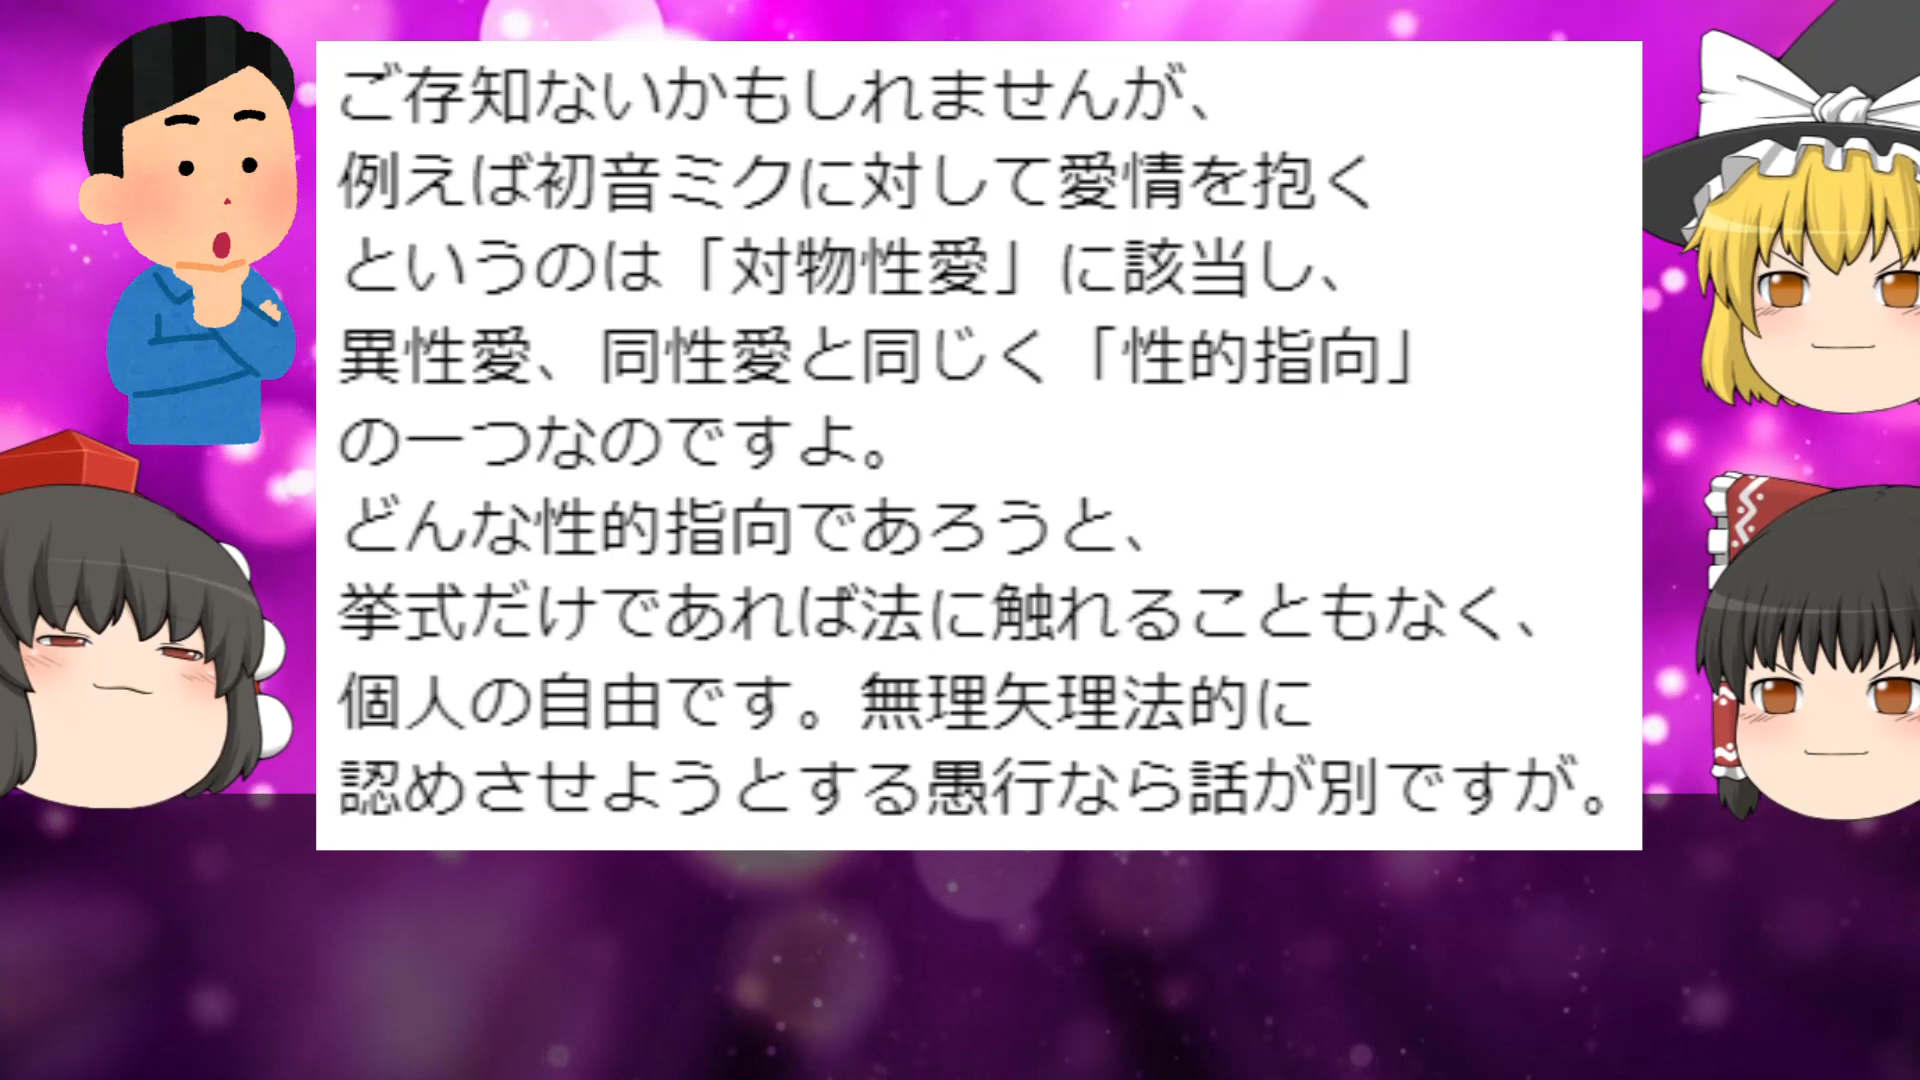 ご存知ないかもしれませんが、
例えば初音ミクに対して愛情を抱く
というのは「対物性愛」に該当し、
異性愛、同性愛と同じく「性的指向」
の一つなのですよ。
どんな性的指向であろうと、
挙式だけであれば法に触れることもなく、
個人の自由です。無理矢理法的に
認めさせようとする愚行なら話が別ですが。